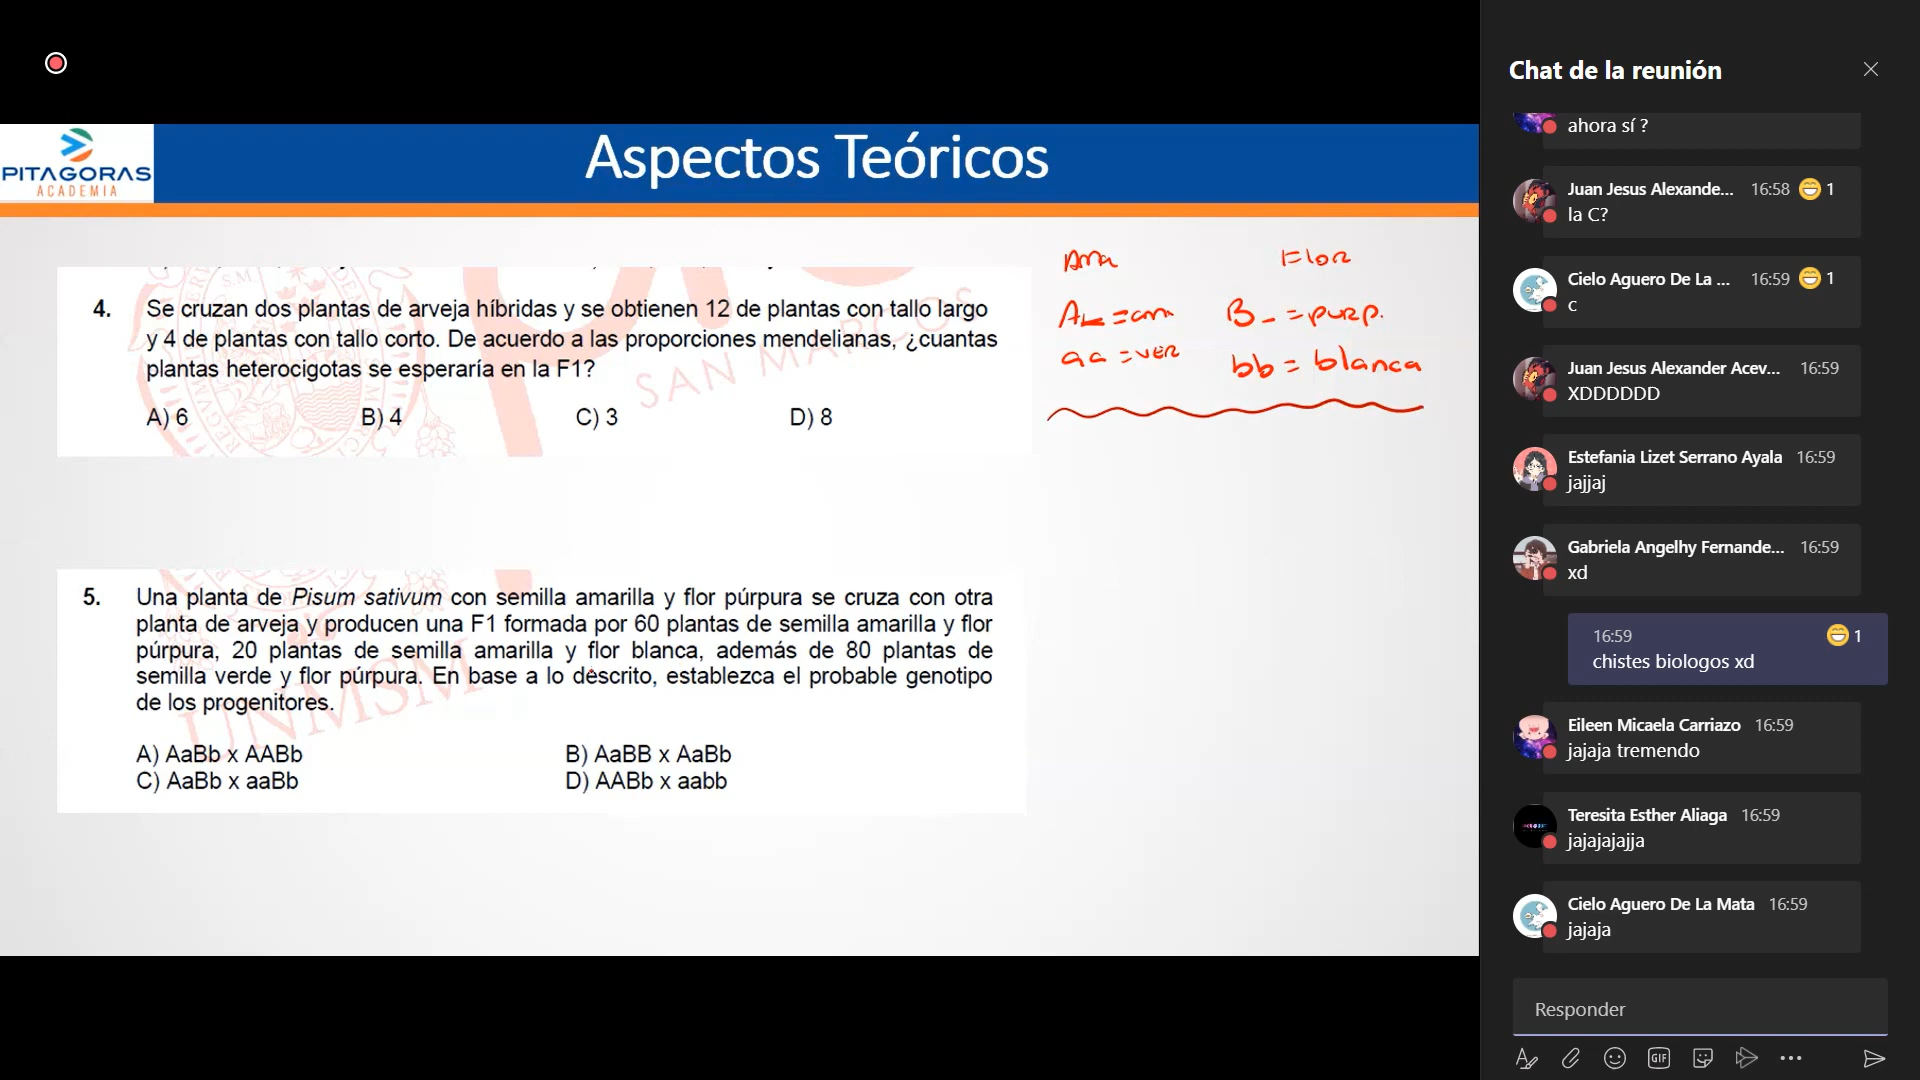 PITAGORAS
ACADEMIA
Aspectos Teóricos
4. Se cruzan dos plantas de arveja híbridas y se obtienen 12 de plantas con tallo largo
y 4 de plantas con tallo corto. De acuerdo a las proporciones mendelianas, ¿cuantas
plantas heterocigotas se esperaría en la F1?
A) 6 B) 4 C) 3 D) 8
SAN MARCOS
Flor
B_ = purp.
aa = ver
bb = blanca
5. Una planta de Pisum sativum con semilla amarilla y flor púrpura se cruza con otra
planta de arveja y producen una F1 formada por 60 plantas de semilla amarilla y flor
púrpura, 20 plantas de semilla amarilla y flor blanca, además de 80 plantas de
semilla verde y flor púrpura. En base a lo descrito, establezca el probable genotipo
de los progenitores.
UNMSM
A) AaBb x AABb B) AaBB x AaBb
C) AaBb x aaBb D) AABb x aabb
Chat de la reunión
ahora sí ?
Juan Jesus Alexande... 16:58 1
la C?
Cielo Aguero De La ... 16:59 1
c
Juan Jesus Alexander Acev... 16:59
XDDDDDD
Estefania Lizet Serrano Ayala 16:59
jajjaj
Gabriela Angelhy Fernande... 16:59
xd
16:59 1
chistes biologos xd
Eileen Micaela Carriazo 16:59
jajaja tremendo
Teresita Esther Aliaga 16:59
jajajajajja
Cielo Aguero De La Mata 16:59
jajaja
Responder
GIF